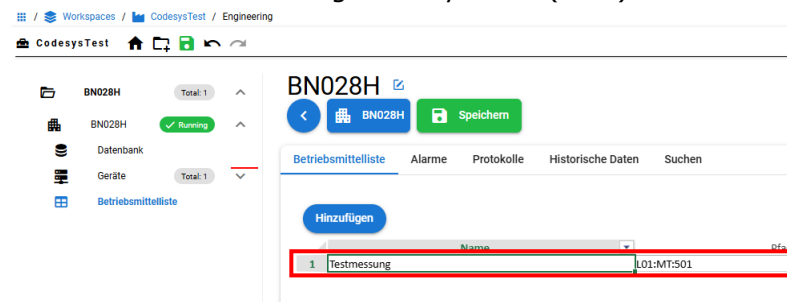 / Workspaces / CodesysTest / Engineering
CodesysTest
BN028H Total: 1
BN028H Running
Datenbank
Geräte Total: 1
Betriebsmittelliste
BN028H
BN028H Speichern
Betriebsmittelliste Alarme Protokolle Historische Daten Suchen
Hinzufügen
Name
1 Testmessung L01:MT:501